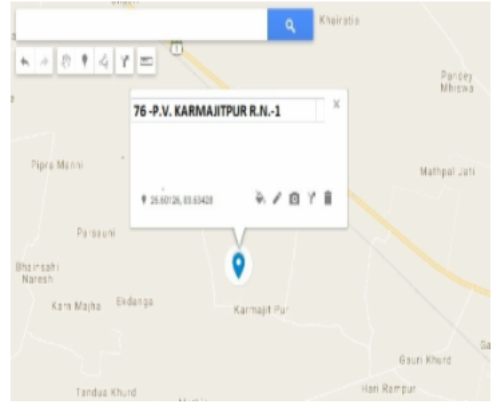 Khairatia
Pandey
Mhiswa
76 -P.V. KARMAJITPUR R.N.-1
Pipra Manni
Mathpal Jati
26.60126, 83.63428
Parsauni
Bhainsahi
Naresh
Karn Majha
Ekdanga
Karmajit Pur
Gauri Khurd
Tandua Khurd
Hari Rampur